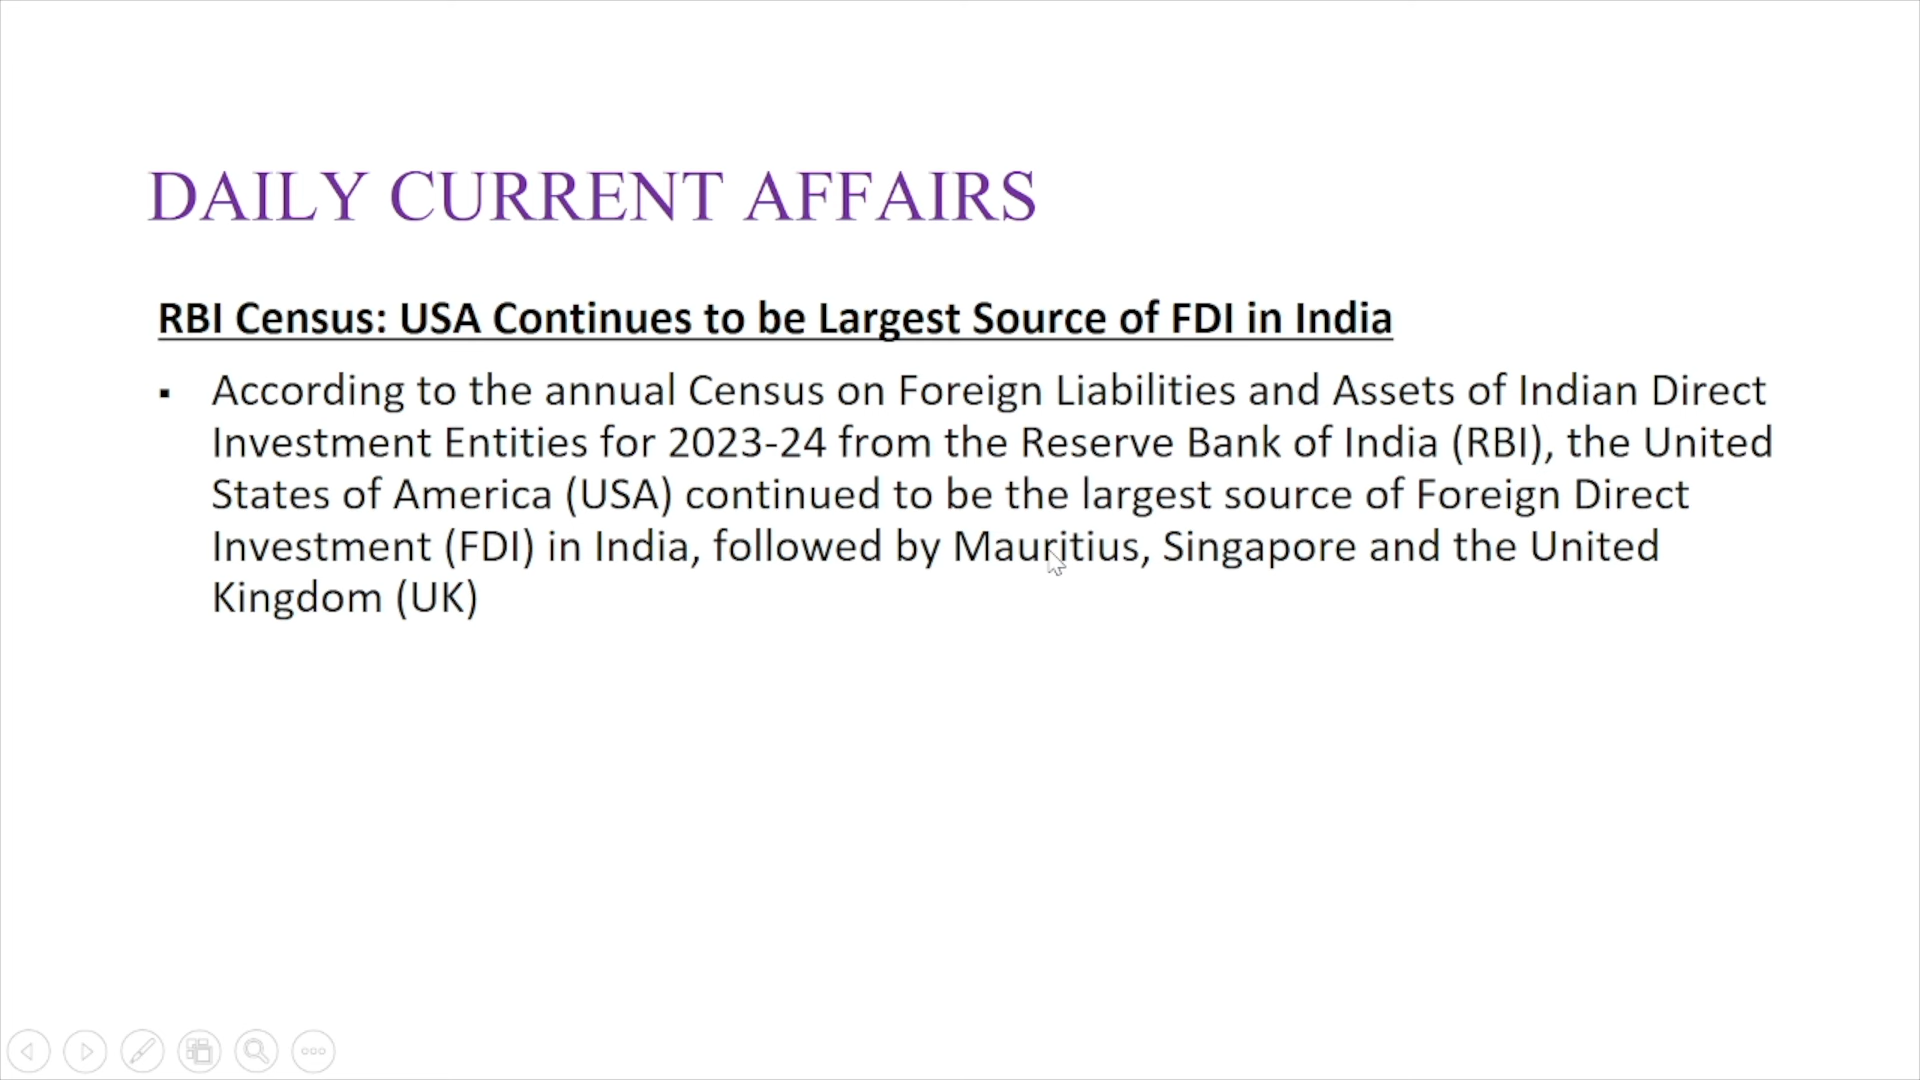 DAILY CURRENT AFFAIRS
RBI Census: USA Continues to be Largest Source of FDI in India
▪ According to the annual Census on Foreign Liabilities and Assets of Indian Direct
Investment Entities for 2023-24 from the Reserve Bank of India (RBI), the United
States of America (USA) continued to be the largest source of Foreign Direct
Investment (FDI) in India, followed by Mauritius, Singapore and the United
Kingdom (UK)